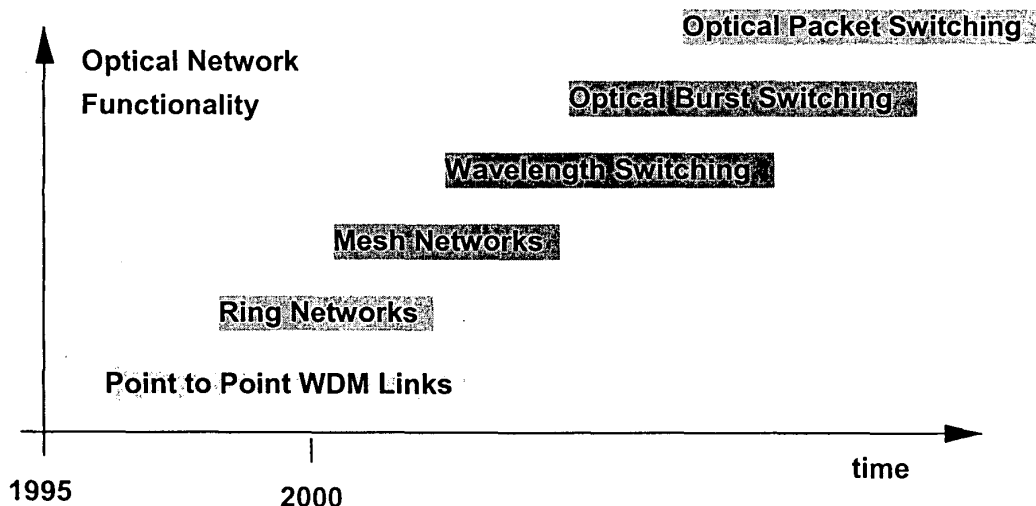 Optical Packet Switching
Optical Network
Functionality
Optical Burst Switching
Wavelength Switching
Mesh Networks
Ring Networks
Point to Point WDM Links
time
1995
2000